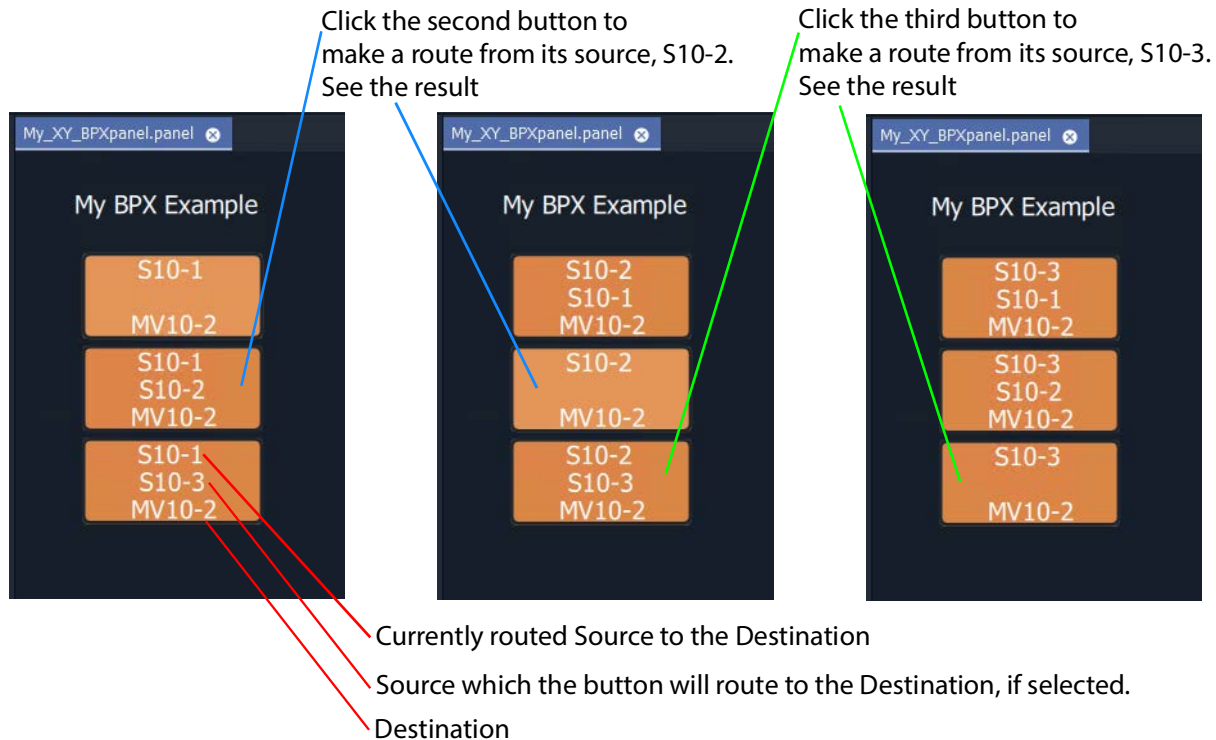 Click the second button to
make a route from its source, S10-2.
See the result
Click the third button to
make a route from its source, S10-3.
See the result
My_XY_BPXpanel.panel
My BPX Example
S10-1
MV10-2
S10-1
S10-2
MV10-2
S10-1
S10-3
MV10-2
My_XY_BPXpanel.panel
My BPX Example
S10-2
S10-1
MV10-2
S10-2
MV10-2
S10-2
S10-3
MV10-2
My_XY_BPXpanel.panel
My BPX Example
S10-3
S10-1
MV10-2
S10-3
S10-2
MV10-2
S10-3
MV10-2
Currently routed Source to the Destination
Source which the button will route to the Destination, if selected.
Destination